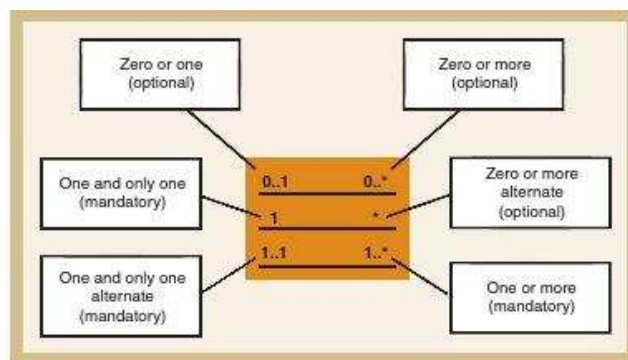 Zero or one
(optional)
Zero or more
(optional)
0..1 0..*
One and only one
(mandatory)
Zero or more
alternate
(optional)
1 *
1..1 1..*
One and only one
alternate
(mandatory)
One or more
(mandatory)